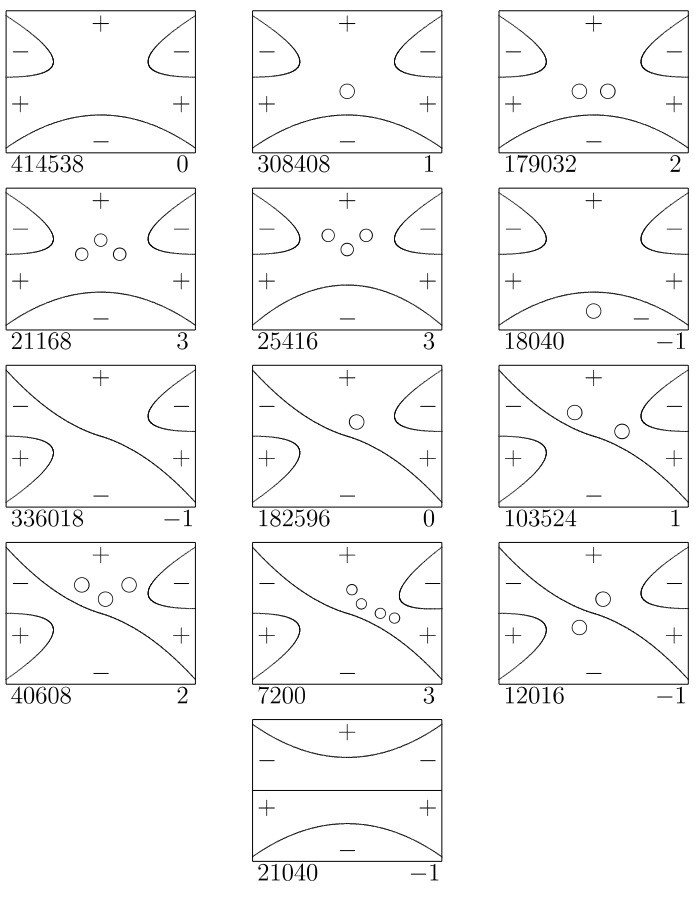 + + +
− − − − − −
+ + + + + +
− − −
414538 0 308408 1 179032 2
+ + +
− − − − − −
+ + + + + +
− − −
21168 3 25416 3 18040 −1
+ + +
− − − − − −
+ + + + + +
− − −
336018 −1 182596 0 103524 1
+ + +
− − − − − −
+ + + + + +
− − −
40608 2 7200 3 12016 −1
+
− −
+ +
−
21040 −1